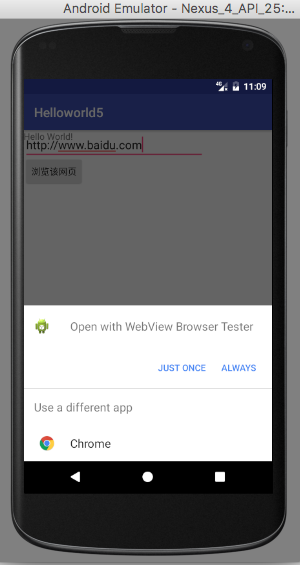 Android Emulator - Nexus_4_API_25:...
4G 11:09
Helloworld5
Hello World!
http://www.baidu.com
浏览该网页
Open with WebView Browser Tester
JUST ONCE ALWAYS
Use a different app
Chrome